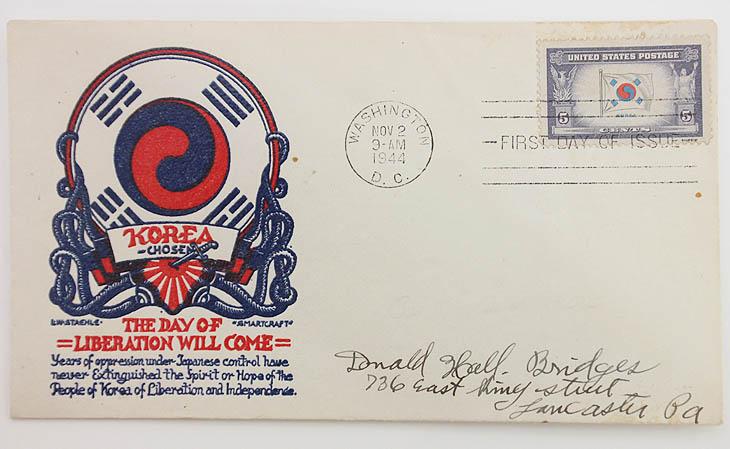 KOREA
-CHOSEN-
L.W. STAEHLE- "SMARTCRAFT"
THE DAY OF
=LIBERATION WILL COME=
Years of oppression under Japanese control have
never Extinguished the Spirit or Hope of the
People of Korea of Liberation and Independence.
WASHINGTON
NOV 2
9-AM
1944
D. C.
UNITED STATES POSTAGE
KOREA
5 CENTS 5
FIRST DAY OF ISSUE
Donald Hall. Bridges
736 East King street
Lancaster Pa